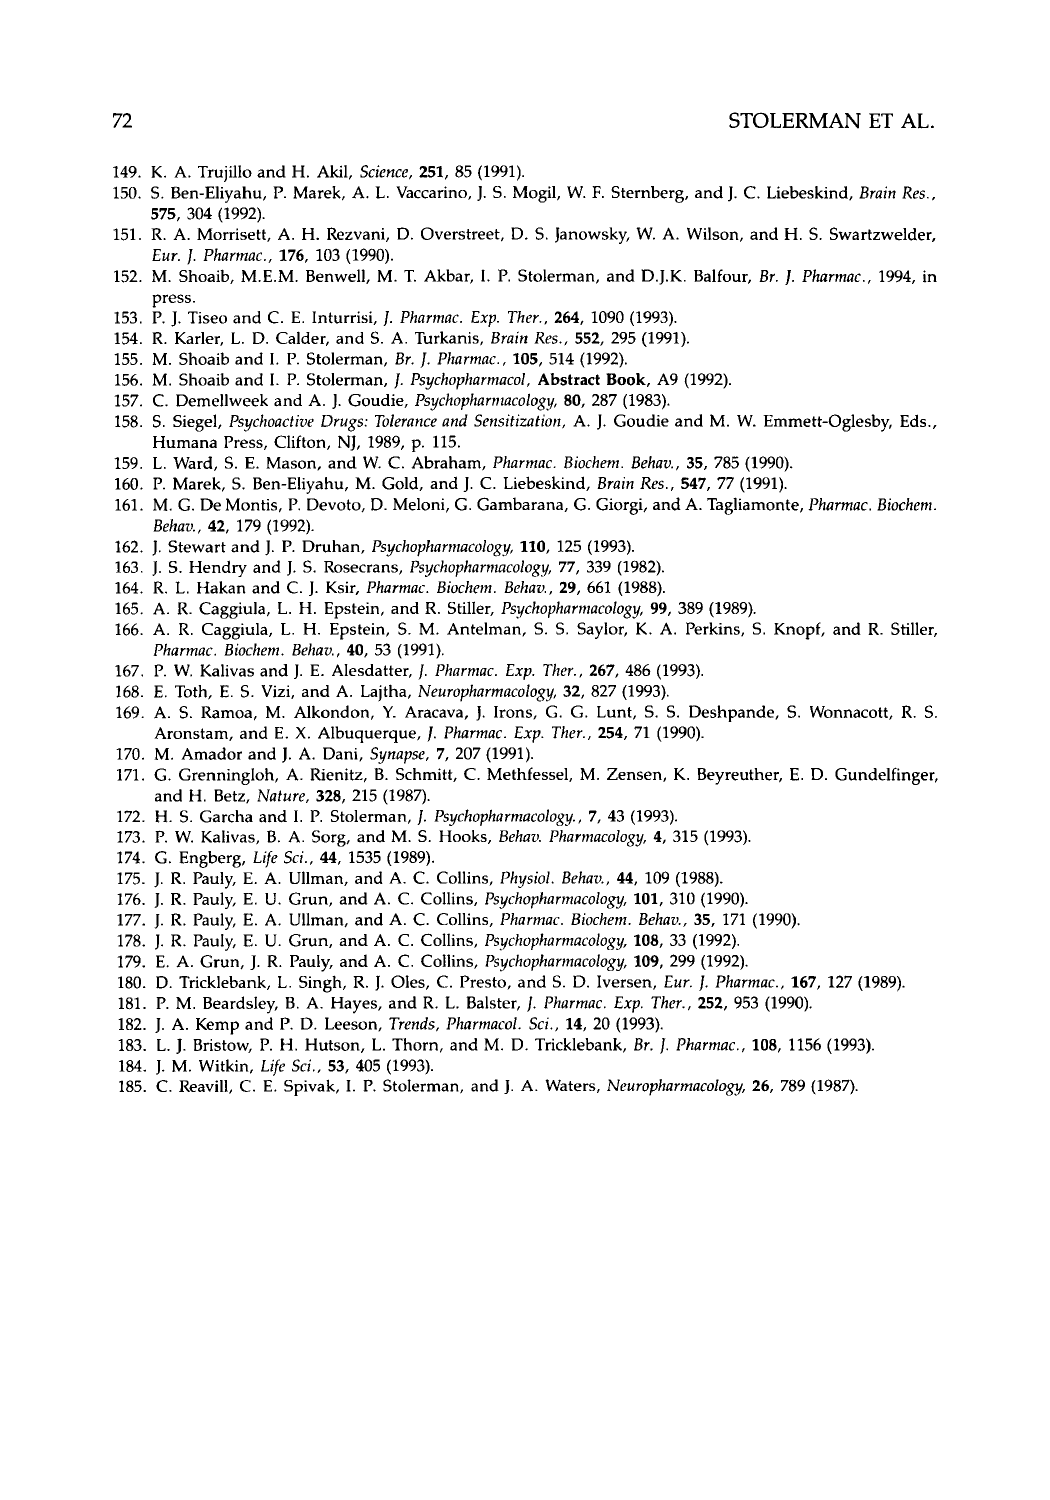 72
STOLERMAN ET AL.
149. K. A. Trujillo and H. Akil, Science, 251, 85 (1991).
150. S. Ben-Eliyahu, P. Marek, A. L. Vaccarino, J. S. Mogil, W. F. Sternberg, and J. C. Liebeskind, Brain Res.,
575, 304 (1992).
151. R. A. Morrisett, A. H. Rezvani, D. Overstreet, D. S. Janowsky, W. A. Wilson, and H. S. Swartzwelder,
Eur. J. Pharmac., 176, 103 (1990).
152. M. Shoaib, M.E.M. Benwell, M. T. Akbar, I. P. Stolerman, and D.J.K. Balfour, Br. J. Pharmac., 1994, in
press.
153. P. J. Tiseo and C. E. Inturrisi, J. Pharmac. Exp. Ther., 264, 1090 (1993).
154. R. Karler, L. D. Calder, and S. A. Turkanis, Brain Res., 552, 295 (1991).
155. M. Shoaib and I. P. Stolerman, Br. J. Pharmac., 105, 514 (1992).
156. M. Shoaib and I. P. Stolerman, J. Psychopharmacol, Abstract Book, A9 (1992).
157. C. Demellweek and A. J. Goudie, Psychopharmacology, 80, 287 (1983).
158. S. Siegel, Psychoactive Drugs: Tolerance and Sensitization, A. J. Goudie and M. W. Emmett-Oglesby, Eds.,
Humana Press, Clifton, NJ, 1989, p. 115.
159. L. Ward, S. E. Mason, and W. C. Abraham, Pharmac. Biochem. Behav., 35, 785 (1990).
160. P. Marek, S. Ben-Eliyahu, M. Gold, and J. C. Liebeskind, Brain Res., 547, 77 (1991).
161. M. G. De Montis, P. Devoto, D. Meloni, G. Gambarana, G. Giorgi, and A. Tagliamonte, Pharmac. Biochem.
Behav., 42, 179 (1992).
162. J. Stewart and J. P. Druhan, Psychopharmacology, 110, 125 (1993).
163. J. S. Hendry and J. S. Rosecrans, Psychopharmacology, 77, 339 (1982).
164. R. L. Hakan and C. J. Ksir, Pharmac. Biochem. Behav., 29, 661 (1988).
165. A. R. Caggiula, L. H. Epstein, and R. Stiller, Psychopharmacology, 99, 389 (1989).
166. A. R. Caggiula, L. H. Epstein, S. M. Antelman, S. S. Saylor, K. A. Perkins, S. Knopf, and R. Stiller,
Pharmac. Biochem. Behav., 40, 53 (1991).
167. P. W. Kalivas and J. E. Alesdatter, J. Pharmac. Exp. Ther., 267, 486 (1993).
168. E. Toth, E. S. Vizi, and A. Lajtha, Neuropharmacology, 32, 827 (1993).
169. A. S. Ramoa, M. Alkondon, Y. Aracava, J. Irons, G. G. Lunt, S. S. Deshpande, S. Wonnacott, R. S.
Aronstam, and E. X. Albuquerque, J. Pharmac. Exp. Ther., 254, 71 (1990).
170. M. Amador and J. A. Dani, Synapse, 7, 207 (1991).
171. G. Grenningloh, A. Rienitz, B. Schmitt, C. Methfessel, M. Zensen, K. Beyreuther, E. D. Gundelfinger,
and H. Betz, Nature, 328, 215 (1987).
172. H. S. Garcha and I. P. Stolerman, J. Psychopharmacology., 7, 43 (1993).
173. P. W. Kalivas, B. A. Sorg, and M. S. Hooks, Behav. Pharmacology, 4, 315 (1993).
174. G. Engberg, Life Sci., 44, 1535 (1989).
175. J. R. Pauly, E. A. Ullman, and A. C. Collins, Physiol. Behav., 44, 109 (1988).
176. J. R. Pauly, E. U. Grun, and A. C. Collins, Psychopharmacology, 101, 310 (1990).
177. J. R. Pauly, E. A. Ullman, and A. C. Collins, Pharmac. Biochem. Behav., 35, 171 (1990).
178. J. R. Pauly, E. U. Grun, and A. C. Collins, Psychopharmacology, 108, 33 (1992).
179. E. A. Grun, J. R. Pauly, and A. C. Collins, Psychopharmacology, 109, 299 (1992).
180. D. Tricklebank, L. Singh, R. J. Oles, C. Presto, and S. D. Iversen, Eur. J. Pharmac., 167, 127 (1989).
181. P. M. Beardsley, B. A. Hayes, and R. L. Balster, J. Pharmac. Exp. Ther., 252, 953 (1990).
182. J. A. Kemp and P. D. Leeson, Trends, Pharmacol. Sci., 14, 20 (1993).
183. L. J. Bristow, P. H. Hutson, L. Thorn, and M. D. Tricklebank, Br. J. Pharmac., 108, 1156 (1993).
184. J. M. Witkin, Life Sci., 53, 405 (1993).
185. C. Reavill, C. E. Spivak, I. P. Stolerman, and J. A. Waters, Neuropharmacology, 26, 789 (1987).